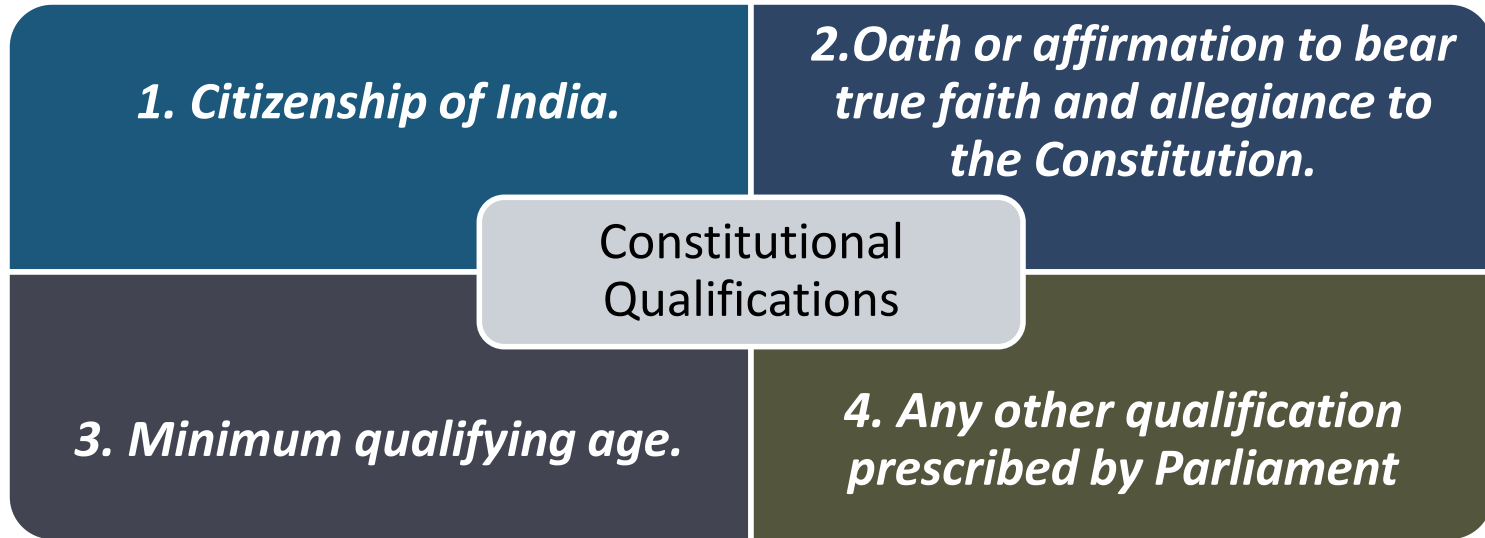 1. Citizenship of India.
2.Oath or affirmation to bear
true faith and allegiance to
the Constitution.
Constitutional
Qualifications
3. Minimum qualifying age.
4. Any other qualification
prescribed by Parliament